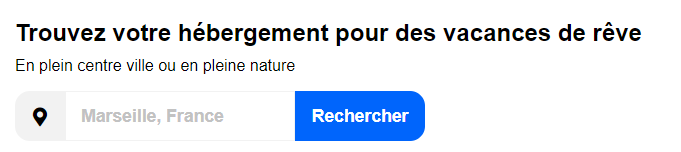 Trouvez votre hébergement pour des vacances de rêve
En plein centre ville ou en pleine nature
Marseille, France Rechercher